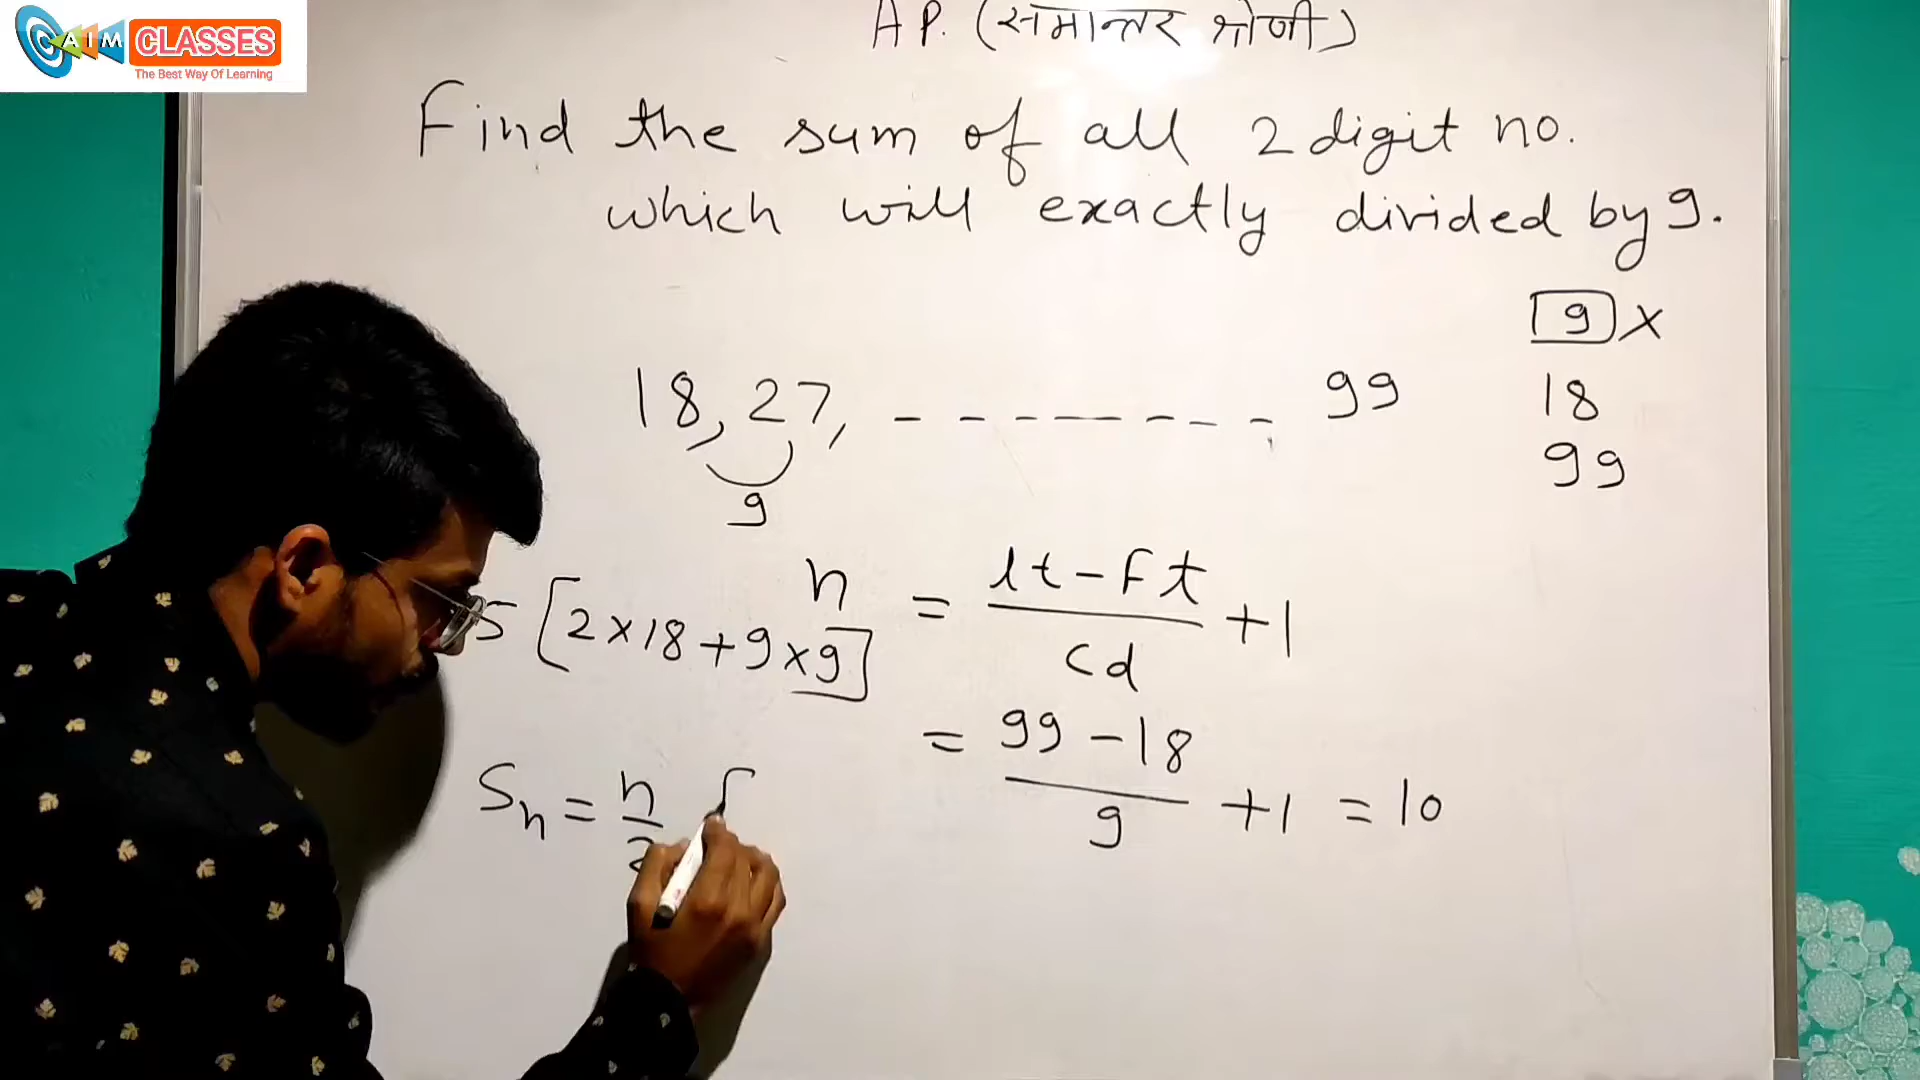 CAIM CLASSES
The Best Way Of Learning
A P. (समान्तर श्रेणी)
Find the sum of all 2 digit no.
which will exactly divided by 9.
9 ×
18, 27, - - - - - - - 99
18
99
9
n = lt - Ft / cd + 1
5 [2 × 18 + 9 × 9]
= 99 - 18 / 9 + 1 = 10
Sn = n / 2 [